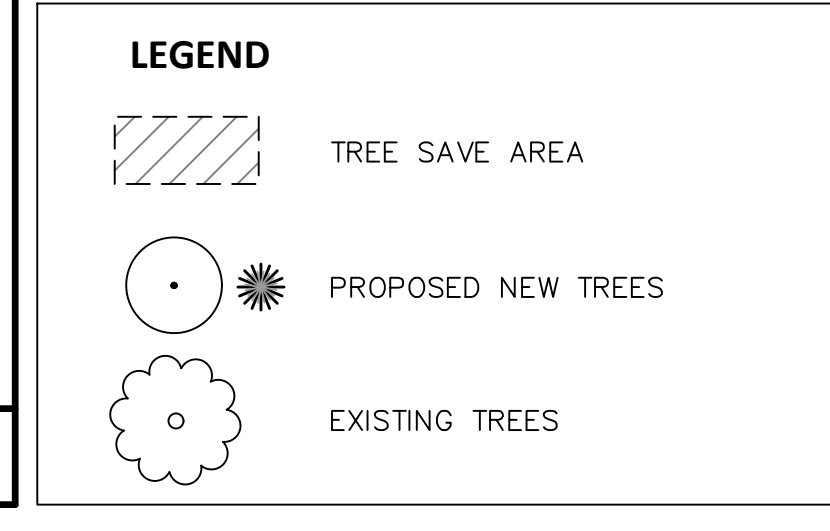 LEGEND
TREE SAVE AREA
PROPOSED NEW TREES
EXISTING TREES